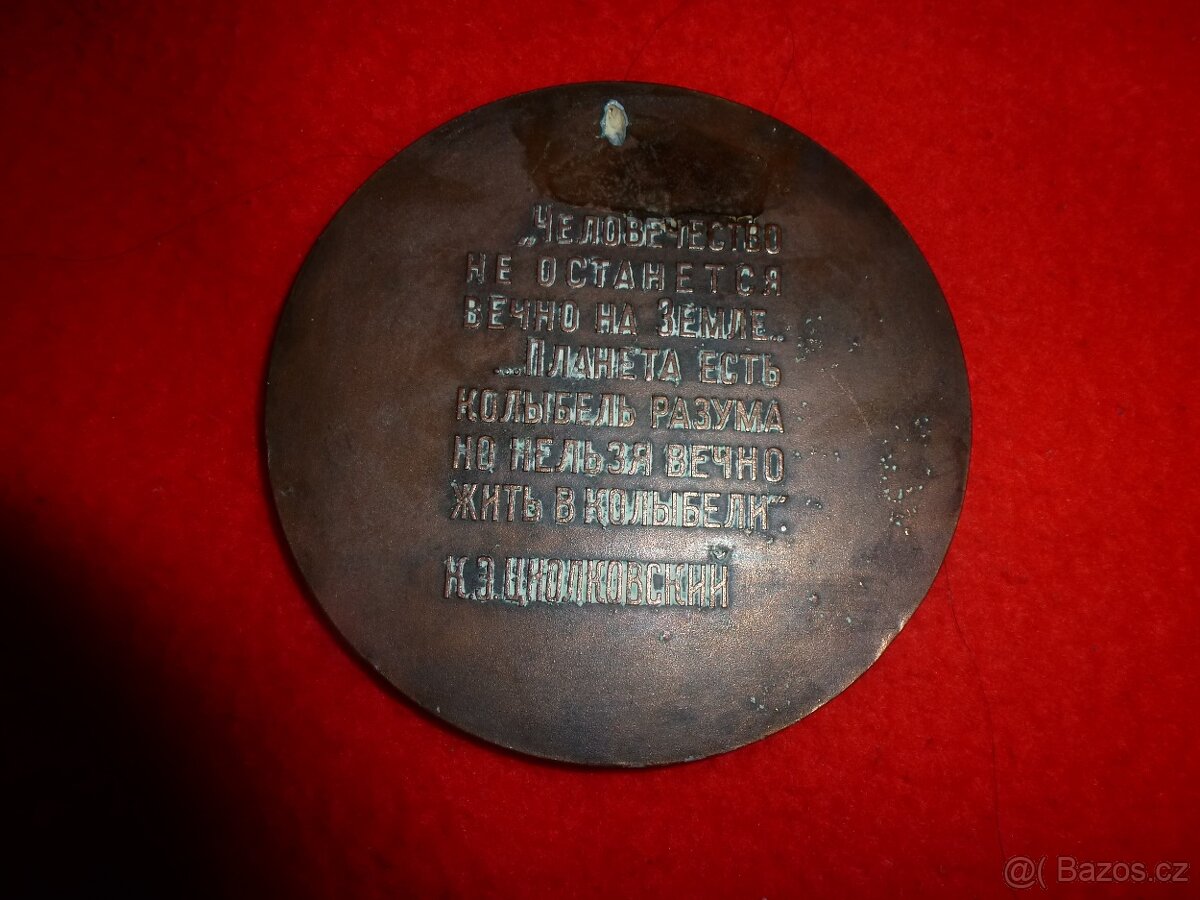 „Человечество
не останется
вечно на Земле...
...Планета есть
колыбель разума
но нельзя вечно
жить в колыбели“.
К.Э.Циолковский
@( Bazos.cz